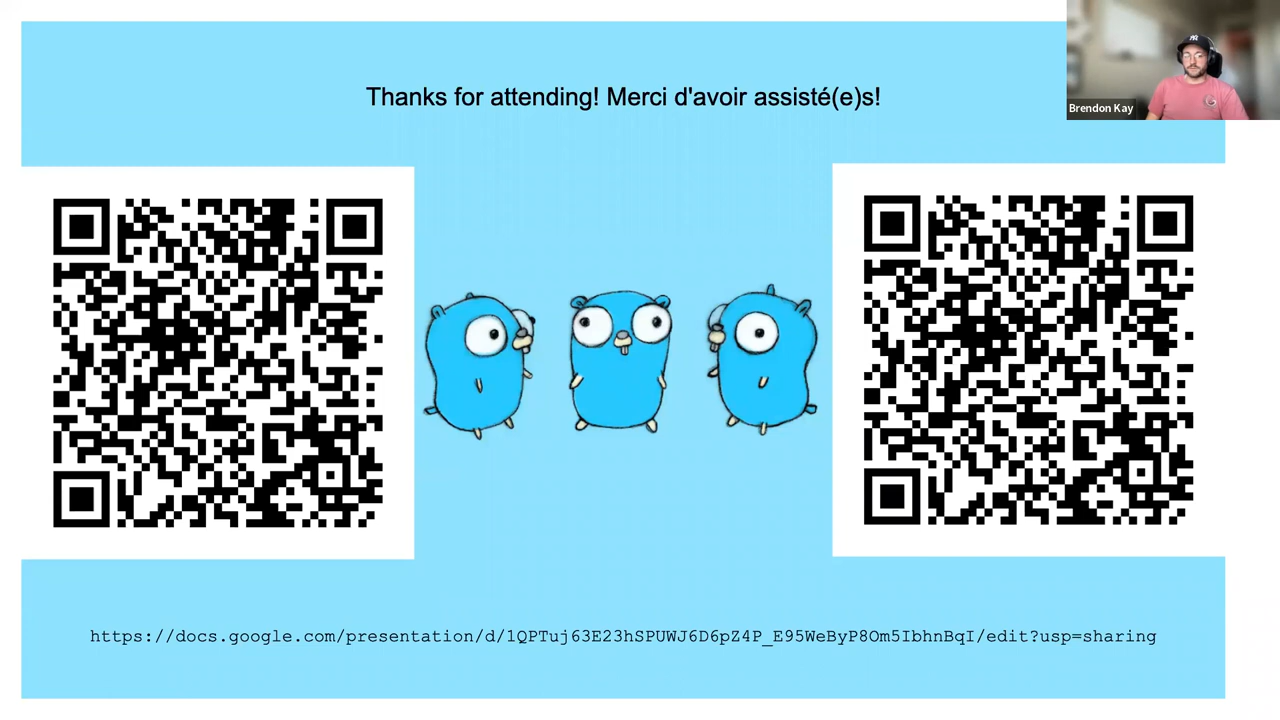 Thanks for attending! Merci d'avoir assisté(e)s!
Brendon Kay
https://docs.google.com/presentation/d/1QPTuj63E23hSPUWJ6D6pZ4P_E95WeByP8Om5IbhnBqI/edit?usp=sharing